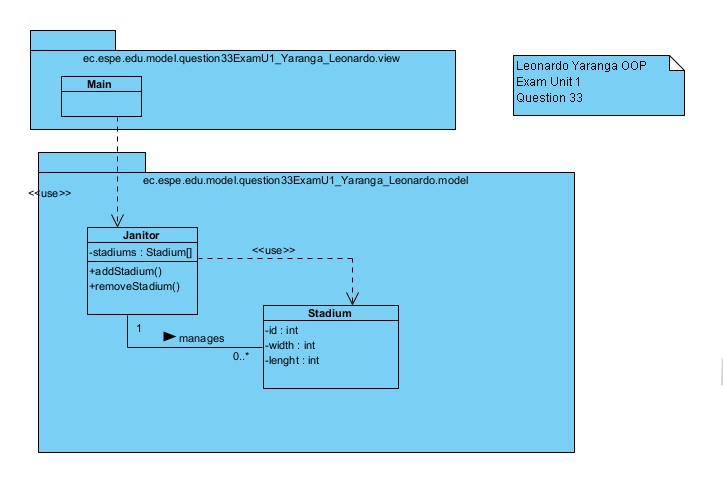 ec.espe.edu.model.question33ExamU1_Yaranga_Leonardo.view
Main
Leonardo Yaranga OOP
Exam Unit 1
Question 33
ec.espe.edu.model.question33ExamU1_Yaranga_Leonardo.model
<<use>>
Janitor
-stadiums : Stadium[]
+addStadium()
+removeStadium()
<<use>>
Stadium
-id : int
-width : int
-lenght : int
1
manages
0..*